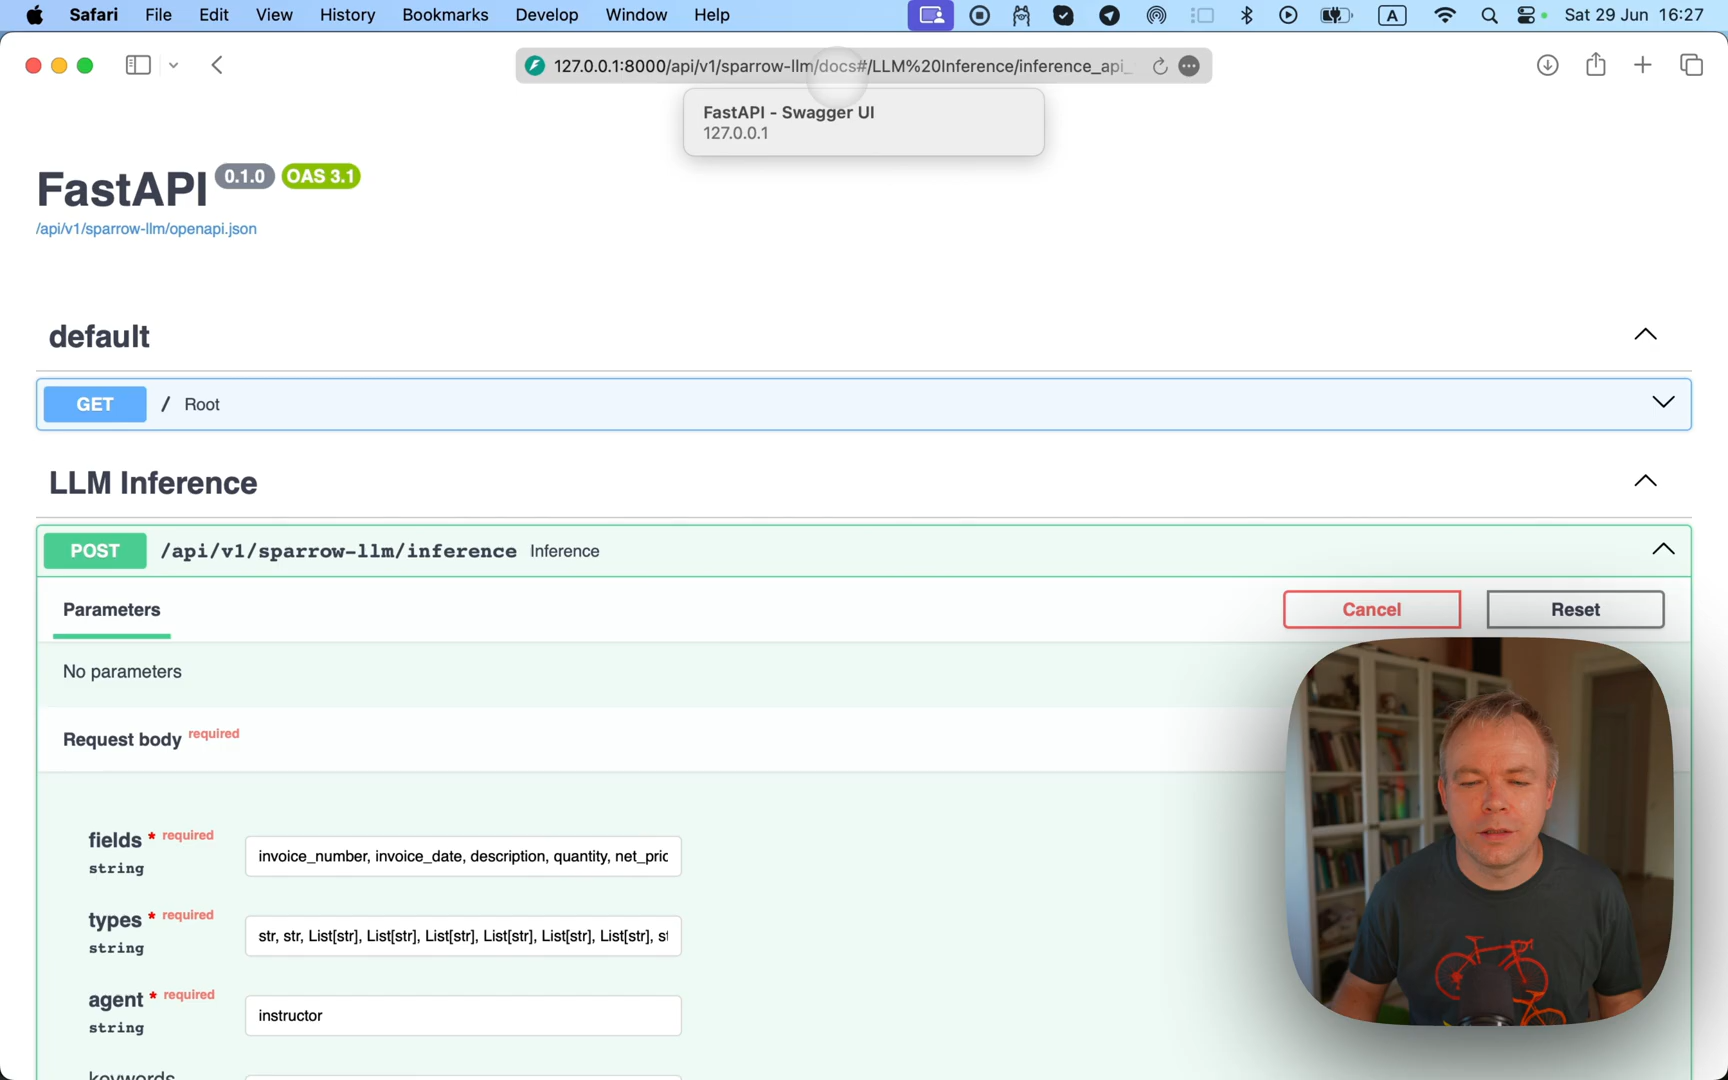 Safari File Edit View History Bookmarks Develop Window Help A Sat 29 Jun 16:27
127.0.0.1:8000/api/v1/sparrow-llm/docs#/LLM%20Inference/inference_api_
FastAPI - Swagger UI
127.0.0.1
FastAPI 0.1.0 OAS 3.1
/api/v1/sparrow-llm/openapi.json
default
GET / Root
LLM Inference
POST /api/v1/sparrow-llm/inference Inference
Parameters Cancel Reset
No parameters
Request body required
fields * required
string
invoice_number, invoice_date, description, quantity, net_pric
types * required
string
str, str, List[str], List[str], List[str], List[str], List[str], List[str], st
agent * required
string
instructor
keywords